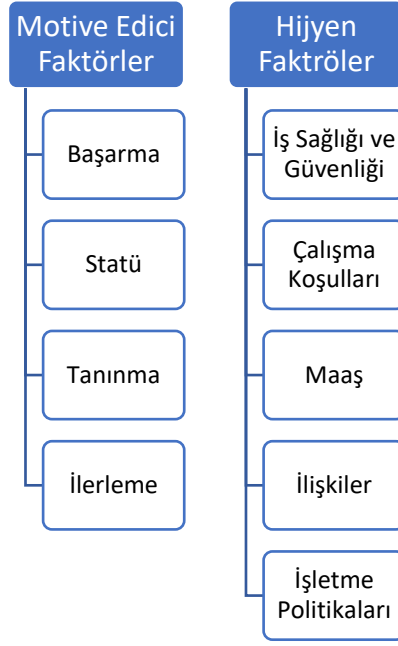 Motive Edici
Faktörler
Başarma
Statü
Tanınma
İlerleme
Hijyen
Faktröler
İş Sağlığı ve
Güvenliği
Çalışma
Koşulları
Maaş
İlişkiler
İşletme
Politikaları